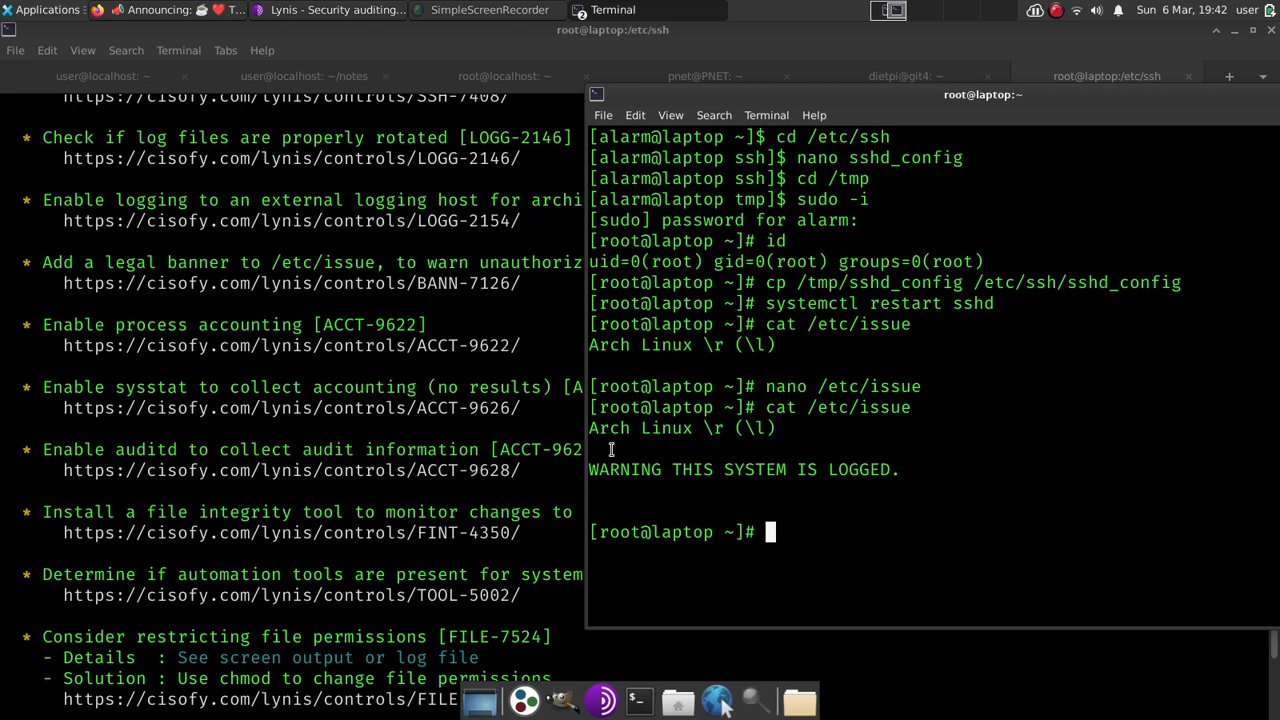 Applications
Announcing: ☕ ❤️ T...
Lynis - Security auditing...
SimpleScreenRecorder
2
Terminal
Sun 6 Mar, 19:42
user
root@laptop:/etc/ssh
File Edit View Search Terminal Tabs Help
user@localhost: ~
user@localhost: ~/notes
root@localhost: ~
pnet@PNET: ~
dietpi@git4: ~
root@laptop:/etc/ssh
https://cisofy.com/lynis/controls/SSH-7408/
* Check if log files are properly rotated [LOGG-2146]
https://cisofy.com/lynis/controls/LOGG-2146/
* Enable logging to an external logging host for archi
https://cisofy.com/lynis/controls/LOGG-2154/
* Add a legal banner to /etc/issue, to warn unauthoriz
https://cisofy.com/lynis/controls/BANN-7126/
* Enable process accounting [ACCT-9622]
https://cisofy.com/lynis/controls/ACCT-9622/
* Enable sysstat to collect accounting (no results) [A
https://cisofy.com/lynis/controls/ACCT-9626/
* Enable auditd to collect audit information [ACCT-962
https://cisofy.com/lynis/controls/ACCT-9628/
* Install a file integrity tool to monitor changes to
https://cisofy.com/lynis/controls/FINT-4350/
* Determine if automation tools are present for system
https://cisofy.com/lynis/controls/TOOL-5002/
* Consider restricting file permissions [FILE-7524]
- Details  : See screen output or log file
- Solution : Use chmod to change file permissions
https://cisofy.com/lynis/controls/FILE
root@laptop:~
File Edit View Search Terminal Help
[alarm@laptop ~]$ cd /etc/ssh
[alarm@laptop ssh]$ nano sshd_config
[alarm@laptop ssh]$ cd /tmp
[alarm@laptop tmp]$ sudo -i
[sudo] password for alarm:
[root@laptop ~]# id
uid=0(root) gid=0(root) groups=0(root)
[root@laptop ~]# cp /tmp/sshd_config /etc/ssh/sshd_config
[root@laptop ~]# systemctl restart sshd
[root@laptop ~]# cat /etc/issue
Arch Linux \r (\l)
[root@laptop ~]# nano /etc/issue
[root@laptop ~]# cat /etc/issue
Arch Linux \r (\l)
WARNING THIS SYSTEM IS LOGGED.
[root@laptop ~]#